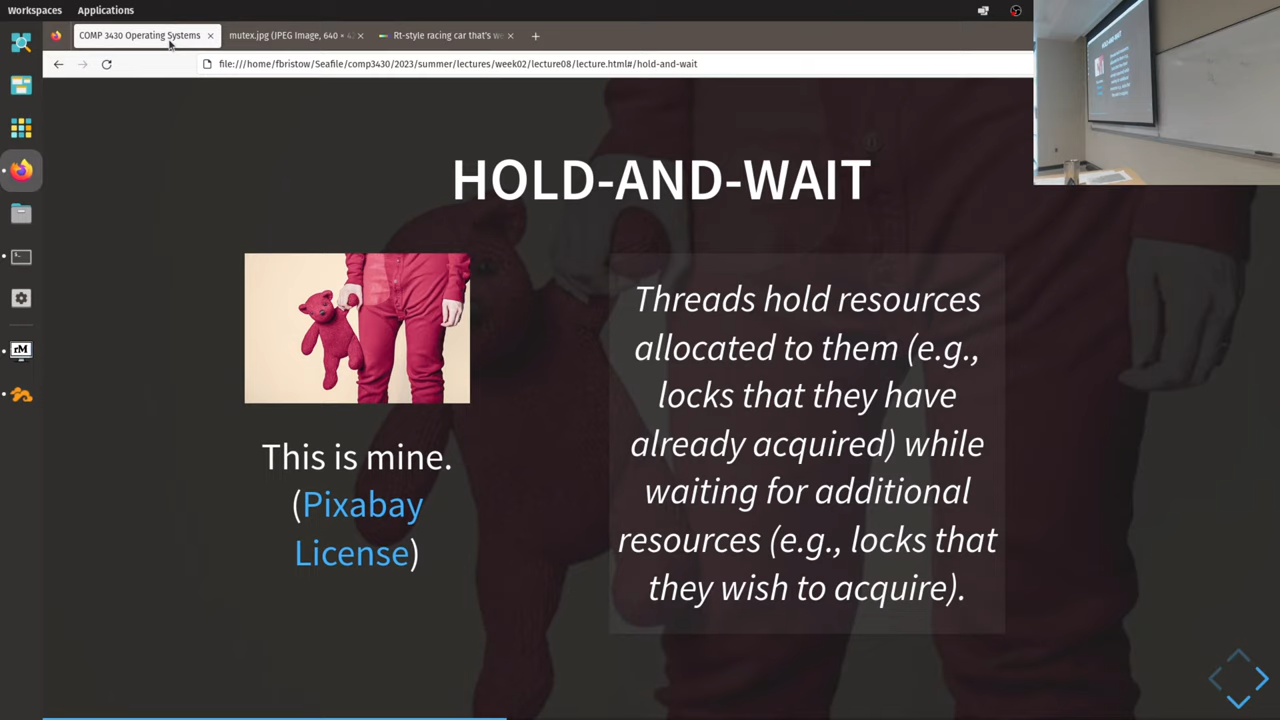 Workspaces Applications
COMP 3430 Operating Systems
mutex.jpg (JPEG Image, 640 ×
Rt-style racing car that's we
file:///home/fbristow/Seafile/comp3430/2023/summer/lectures/week02/lecture08/lecture.html#/hold-and-wait
HOLD-AND-WAIT
This is mine.
(Pixabay
License)
Threads hold resources
allocated to them (e.g.,
locks that they have
already acquired) while
waiting for additional
resources (e.g., locks that
they wish to acquire).
rM